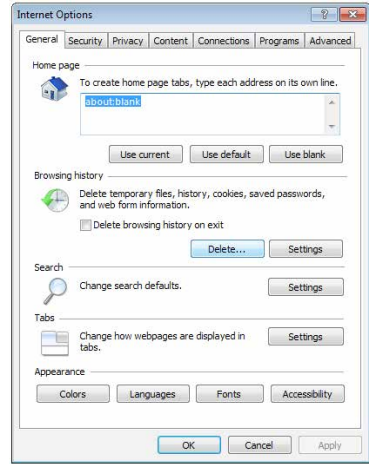 Internet Options
General Security Privacy Content Connections Programs Advanced
Home page
To create home page tabs, type each address on its own line.
about:blank
Use current Use default Use blank
Browsing history
Delete temporary files, history, cookies, saved passwords,
and web form information.
Delete browsing history on exit
Delete... Settings
Search
Change search defaults. Settings
Tabs
Change how webpages are displayed in Settings
tabs.
Appearance
Colors Languages Fonts Accessibility
OK Cancel Apply